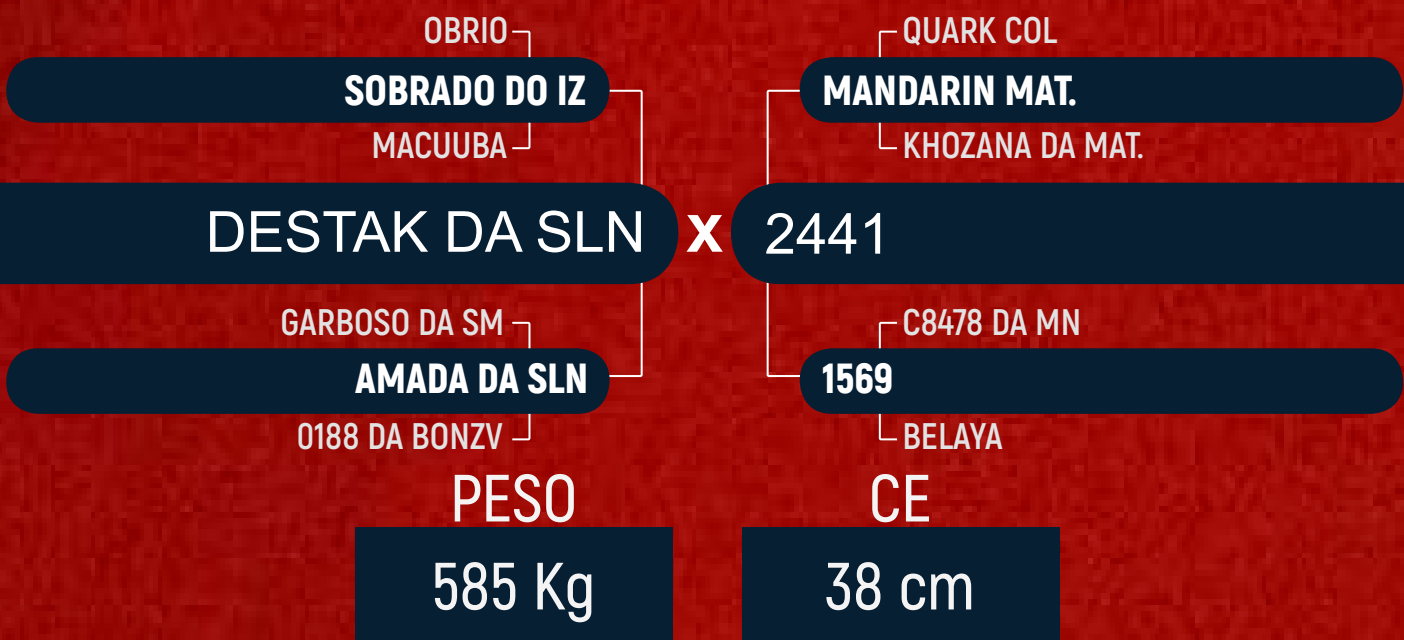 OBRIO
QUARK COL
SOBRADO DO IZ
MANDARIN MAT.
MACUUBA
KHOZANA DA MAT.
DESTAK DA SLN X 2441
GARBOSO DA SM
C8478 DA MN
AMADA DA SLN
1569
0188 DA BONZV
BELAYA
PESO
CE
585 Kg
38 cm